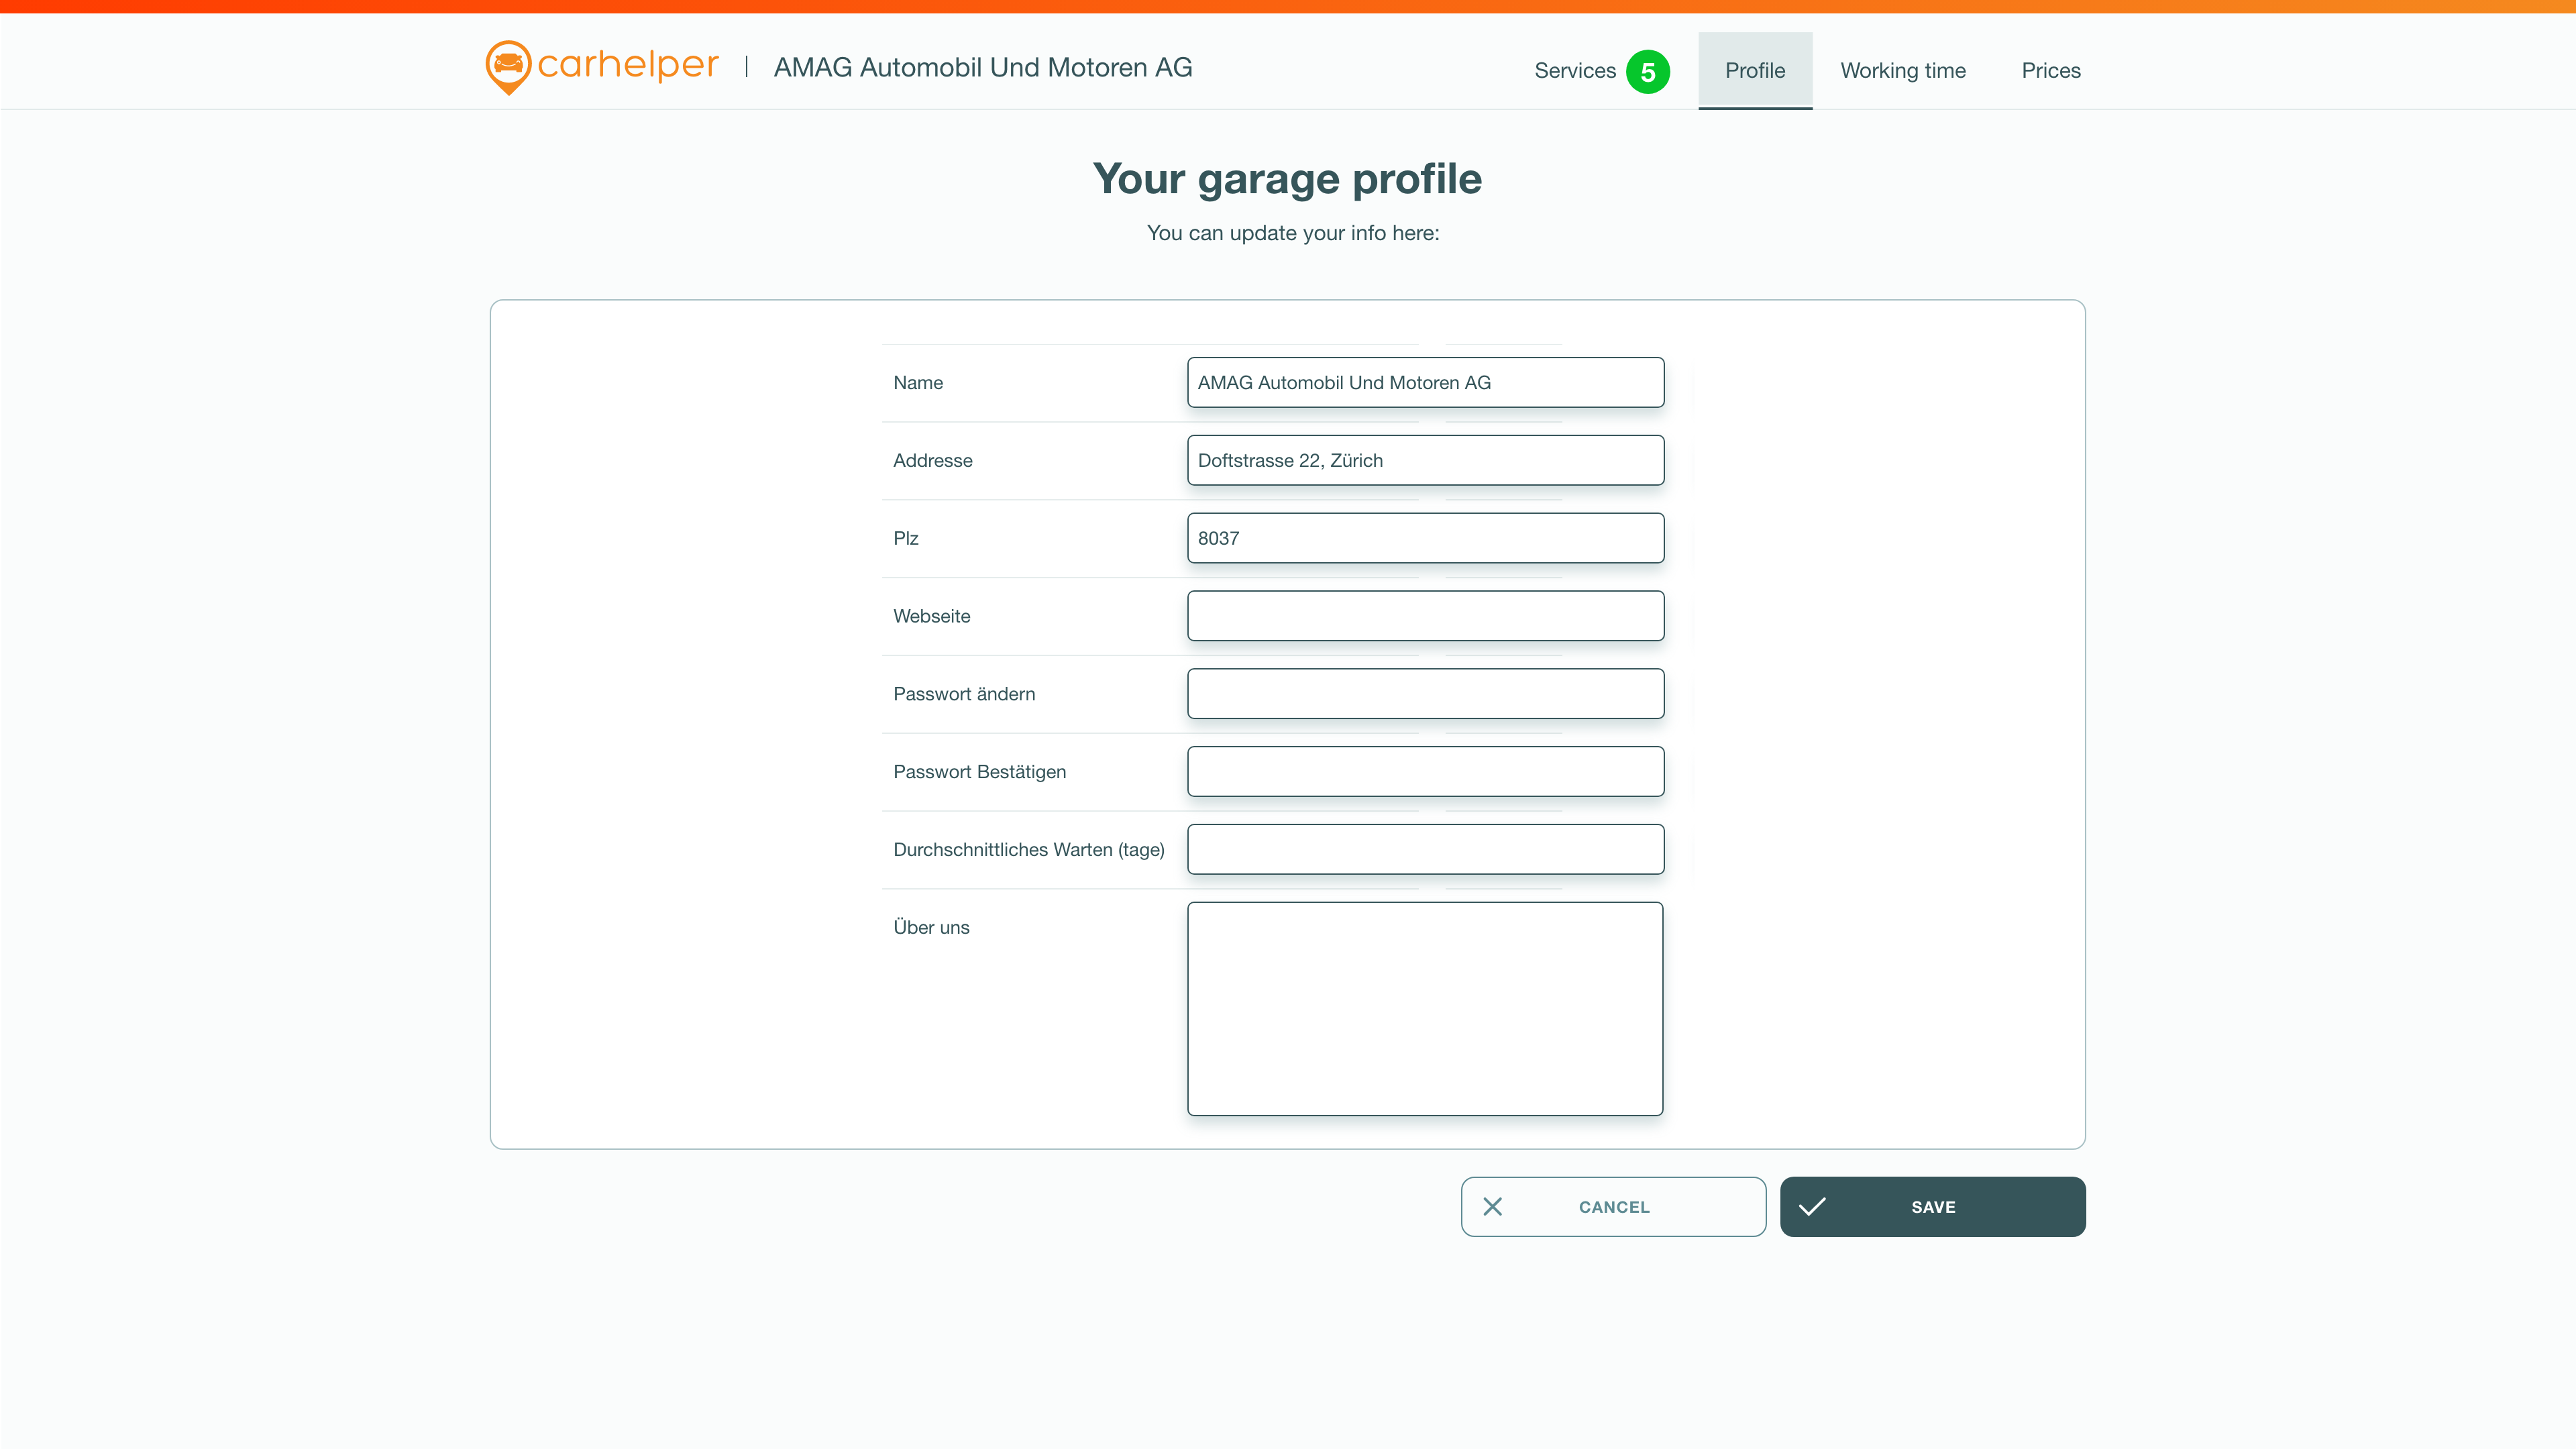 carhelper | AMAG Automobil Und Motoren AG
Services 5 Profile Working time Prices
Your garage profile
You can update your info here:
Name AMAG Automobil Und Motoren AG
Addresse Doftstrasse 22, Zürich
Plz 8037
Webseite
Passwort ändern
Passwort Bestätigen
Durchschnittliches Warten (tage)
Über uns
CANCEL SAVE